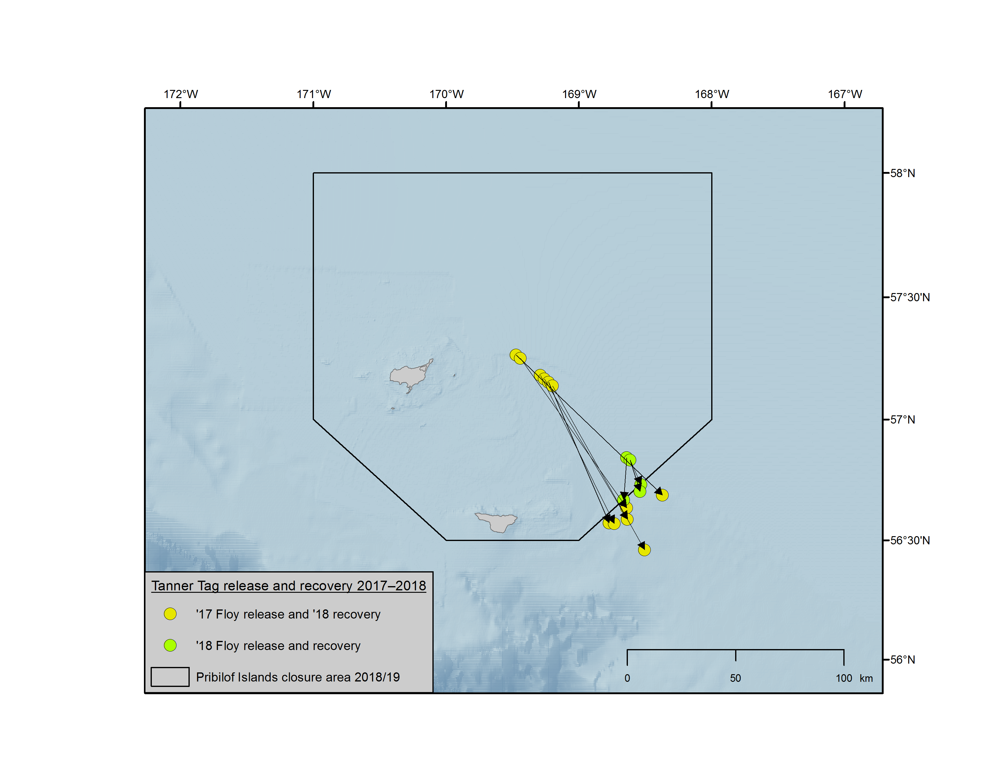 172°W 171°W 170°W 169°W 168°W 167°W
58°N
57°30'N
57°N
56°30'N
56°N
Tanner Tag release and recovery 2017–2018
'17 Floy release and '18 recovery
'18 Floy release and recovery
Pribilof Islands closure area 2018/19
0 50 100 km